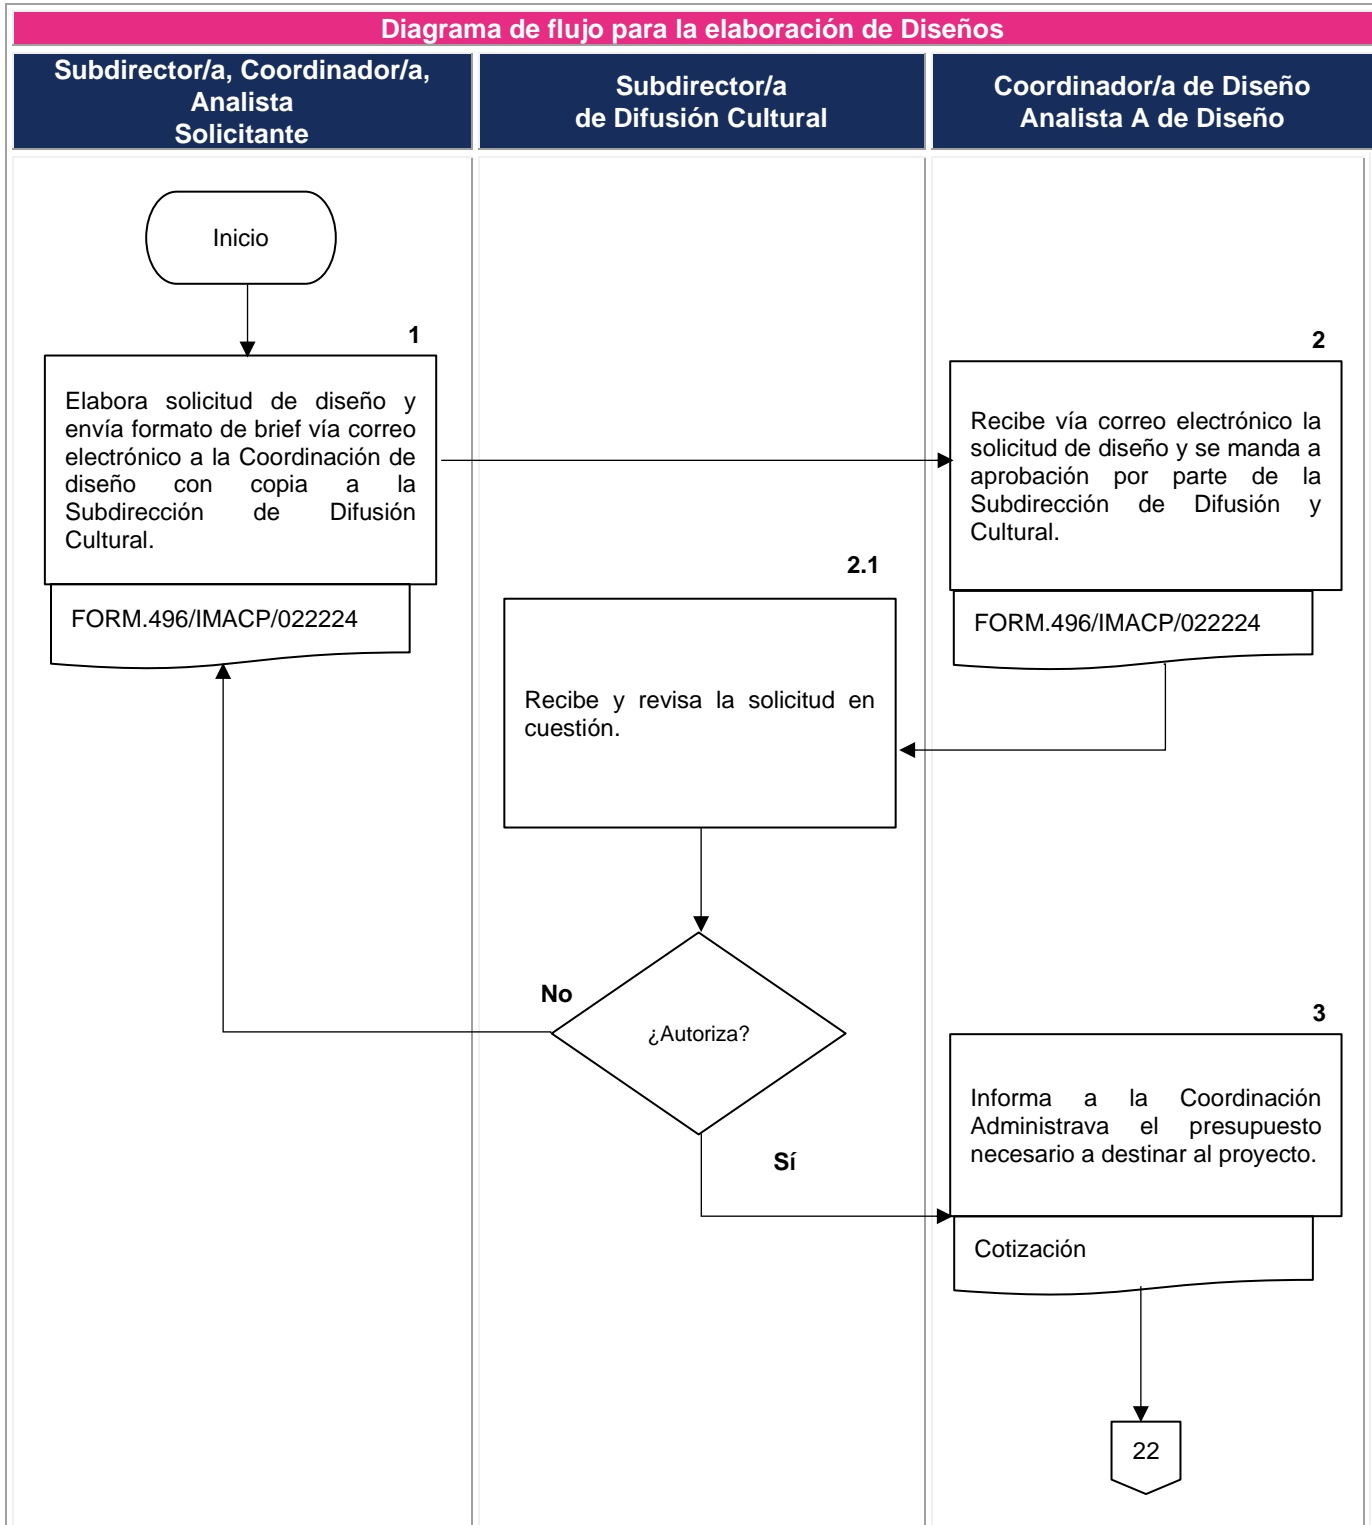 Diagrama de flujo para la elaboración de Diseños
Subdirector/a, Coordinador/a,
Analista
Solicitante
Subdirector/a
de Difusión Cultural
Coordinador/a de Diseño
Analista A de Diseño
Inicio
1
Elabora solicitud de diseño y
envía formato de brief vía correo
electrónico a la Coordinación de
diseño con copia a la
Subdirección de Difusión
Cultural.
FORM.496/IMACP/022224
2
Recibe vía correo electrónico la
solicitud de diseño y se manda a
aprobación por parte de la
Subdirección de Difusión y
Cultural.
FORM.496/IMACP/022224
2.1
Recibe y revisa la solicitud en
cuestión.
No
¿Autoriza?
Sí
3
Informa a la Coordinación
Administrava el presupuesto
necesario a destinar al proyecto.
Cotización
22